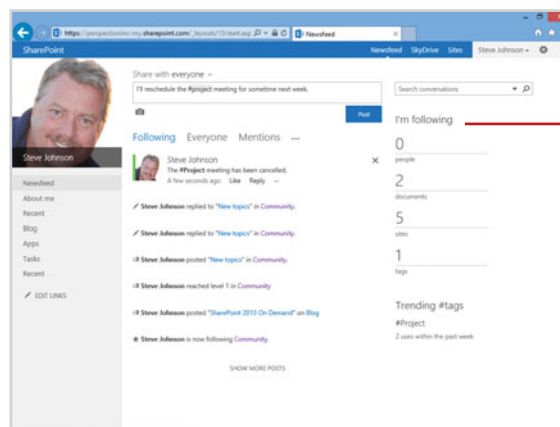 https://perspectioninc-my.sharepoint.com/_layouts/15/start.asp
Newsfeed
SharePoint
Newsfeed SkyDrive Sites Steve Johnson
Share with everyone
I'll reschedule the #project meeting for sometime next week.
Post
Search conversations
Following Everyone Mentions ...
Steve Johnson
The #Project meeting has been cancelled.
A few seconds ago Like Reply ...
Steve Johnson
Newsfeed
About me
Recent
Blog
Apps
Tasks
Recent
EDIT LINKS
Steve Johnson replied to "New topics" in Community.
Steve Johnson replied to "New topics" in Community.
Steve Johnson posted "New topics" in Community.
Steve Johnson reached level 1 in Community
Steve Johnson posted "SharePoint 2013 On Demand" on Blog
Steve Johnson is now following Community.
SHOW MORE POSTS
I'm following
0
people
2
documents
5
sites
1
tags
Trending #tags
#Project
2 uses within the past week